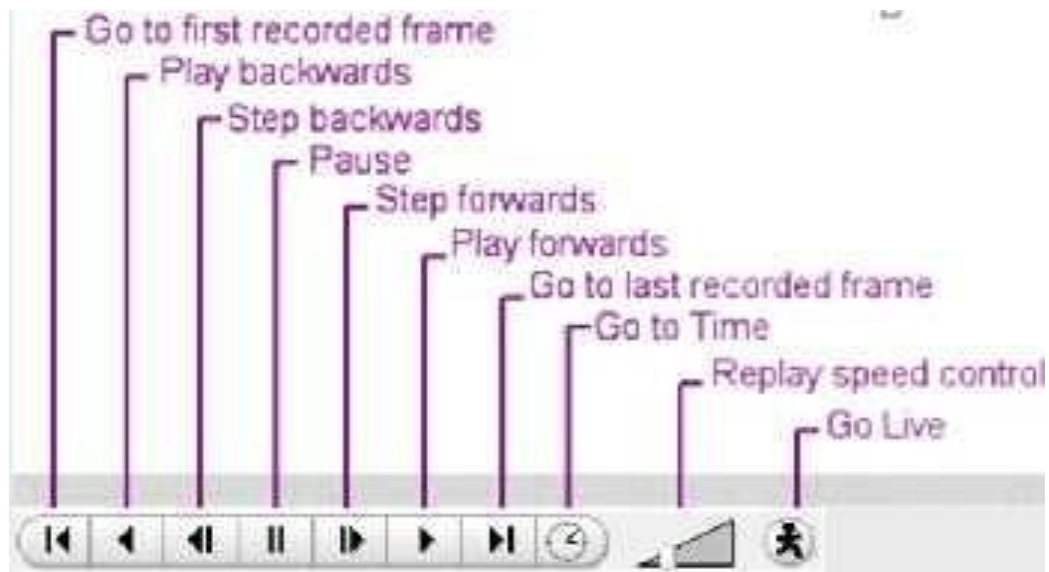 Go to first recorded frame
Play backwards
Step backwards
Pause
Step forwards
Play forwards
Go to last recorded frame
Go to Time
Replay speed control
Go Live